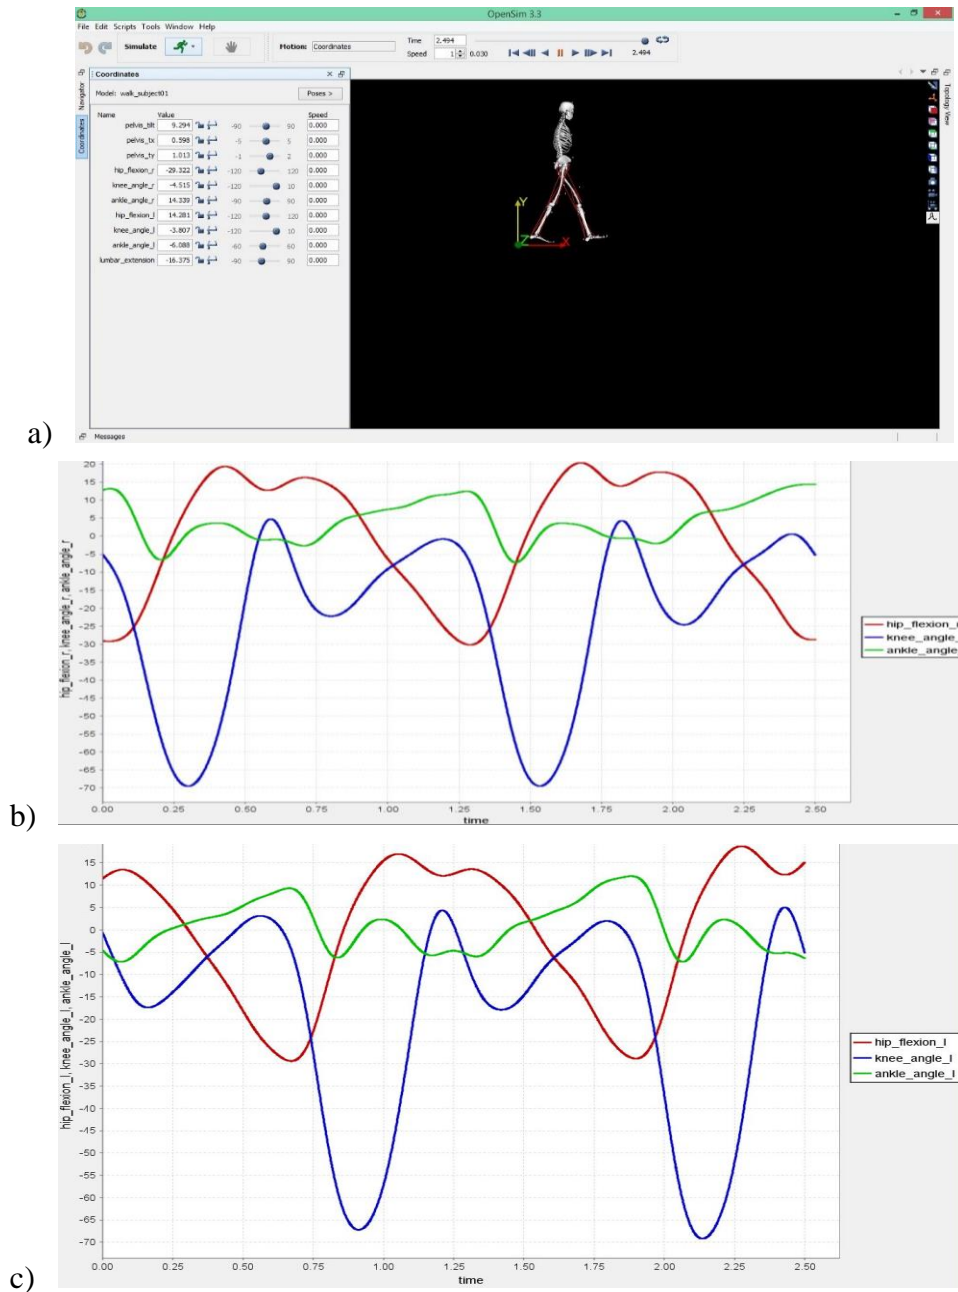 OpenSim 3.3
File Edit Scripts Tools Window Help
Simulate
Motion: Coordinates
Time 2.494
Speed 1 0.030
2.494
Navigator
Coordinates
Topology View
Coordinates
Model: walk_subject01
Poses >
Name Value Speed
pelvis_tilt 9.294 -90 90 0.000
pelvis_tx 0.598 -5 5 0.000
pelvis_ty 1.013 -1 2 0.000
hip_flexion_r -29.322 -120 120 0.000
knee_angle_r -4.515 -120 10 0.000
ankle_angle_r 14.339 -90 90 0.000
hip_flexion_l 14.281 -120 120 0.000
knee_angle_l -3.807 -120 10 0.000
ankle_angle_l -6.088 -60 60 0.000
lumbar_extension -16.375 -90 90 0.000
Y
Z
X
Messages
a)
20
15
10
5
0
-5
-10
-15
-20
-25
-30
-35
-40
-45
-50
-55
-60
-65
-70
hip_flexion_r, knee_angle_r, ankle_angle_r
0.00 0.25 0.50 0.75 1.00 1.25 1.50 1.75 2.00 2.25 2.50
time
hip_flexion_
knee_angle_
ankle_angle
b)
15
10
5
0
-5
-10
-15
-20
-25
-30
-35
-40
-45
-50
-55
-60
-65
-70
hip_flexion_l, knee_angle_l, ankle_angle_l
0.00 0.25 0.50 0.75 1.00 1.25 1.50 1.75 2.00 2.25 2.50
time
hip_flexion_l
knee_angle_l
ankle_angle_l
c)